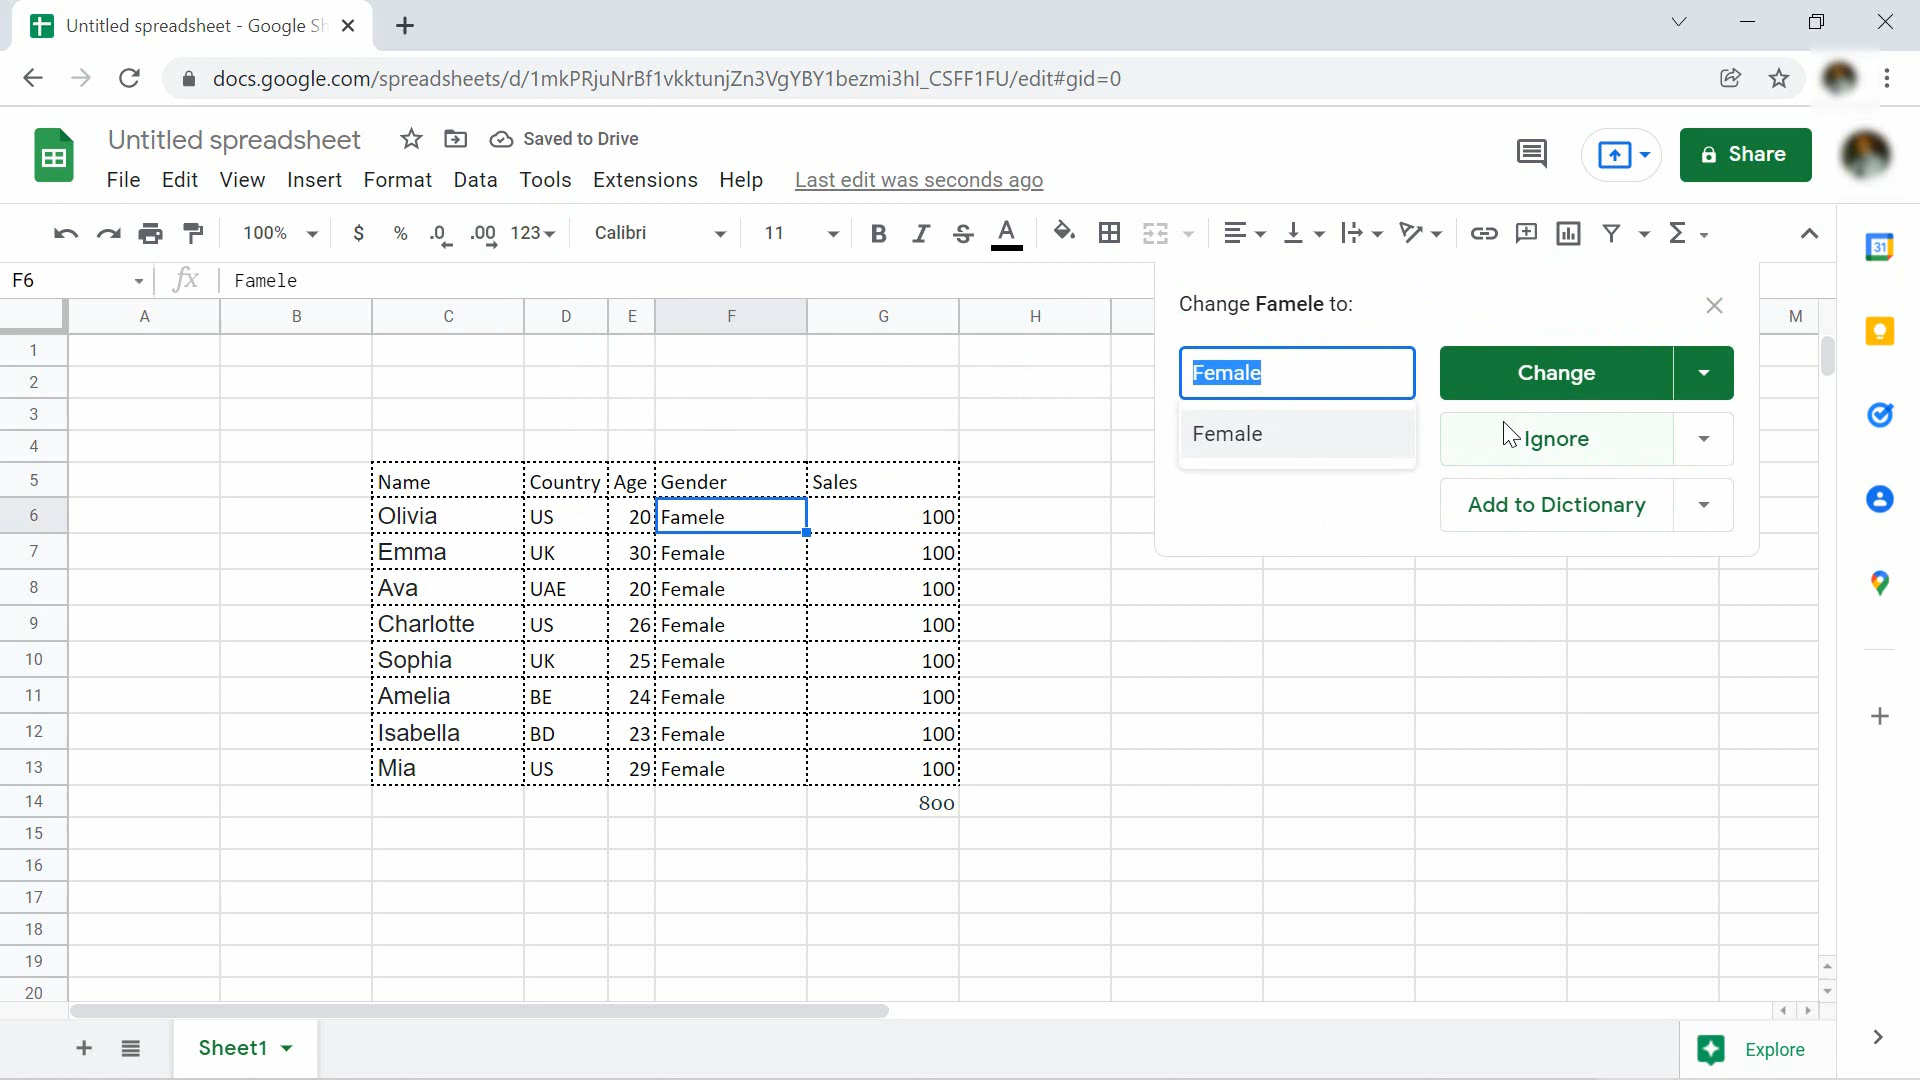 Untitled spreadsheet - Google Sh
docs.google.com/spreadsheets/d/1mkPRjuNrBf1vkktunjZn3VgYBY1bezmi3hI_CSFF1FU/edit#gid=0
Untitled spreadsheet Saved to Drive
Share
File Edit View Insert Format Data Tools Extensions Help Last edit was seconds ago
100% $ % .0 .00 123 Calibri 11 B I S A
31
F6 fx Famele
A B C D E F G H M
Change Famele to:
Female Change
Female Ignore
Add to Dictionary
1
2
3
4
5 Name Country Age Gender Sales
6 Olivia US 20 Famele 100
7 Emma UK 30 Female 100
8 Ava UAE 20 Female 100
9 Charlotte US 26 Female 100
10 Sophia UK 25 Female 100
11 Amelia BE 24 Female 100
12 Isabella BD 23 Female 100
13 Mia US 29 Female 100
14 800
15
16
17
18
19
20
Sheet1 Explore